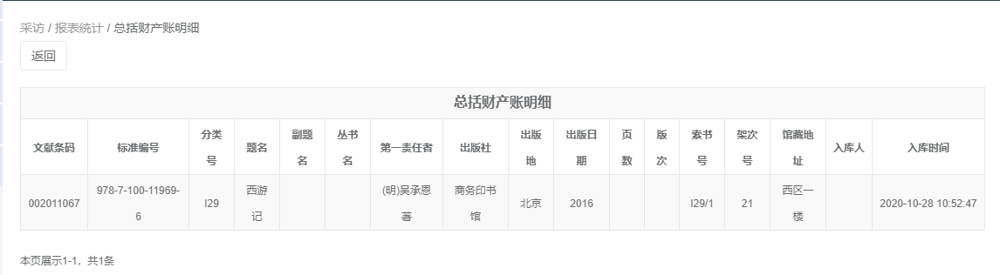 采访 / 报表统计 / 总括财产账明细
返回
总括财产账明细
文献条码 标准编号 分类号 题名 副题名 丛书名 第一责任者 出版社 出版地 出版日期 页数 版次 索书号 架次号 馆藏地址 入库人 入库时间
002011067 978-7-100-11969-6 I29 西游记 (明)吴承恩著 商务印书馆 北京 2016 I29/1 21 西区一楼 2020-10-28 10:52:47
本页展示1-1，共1条